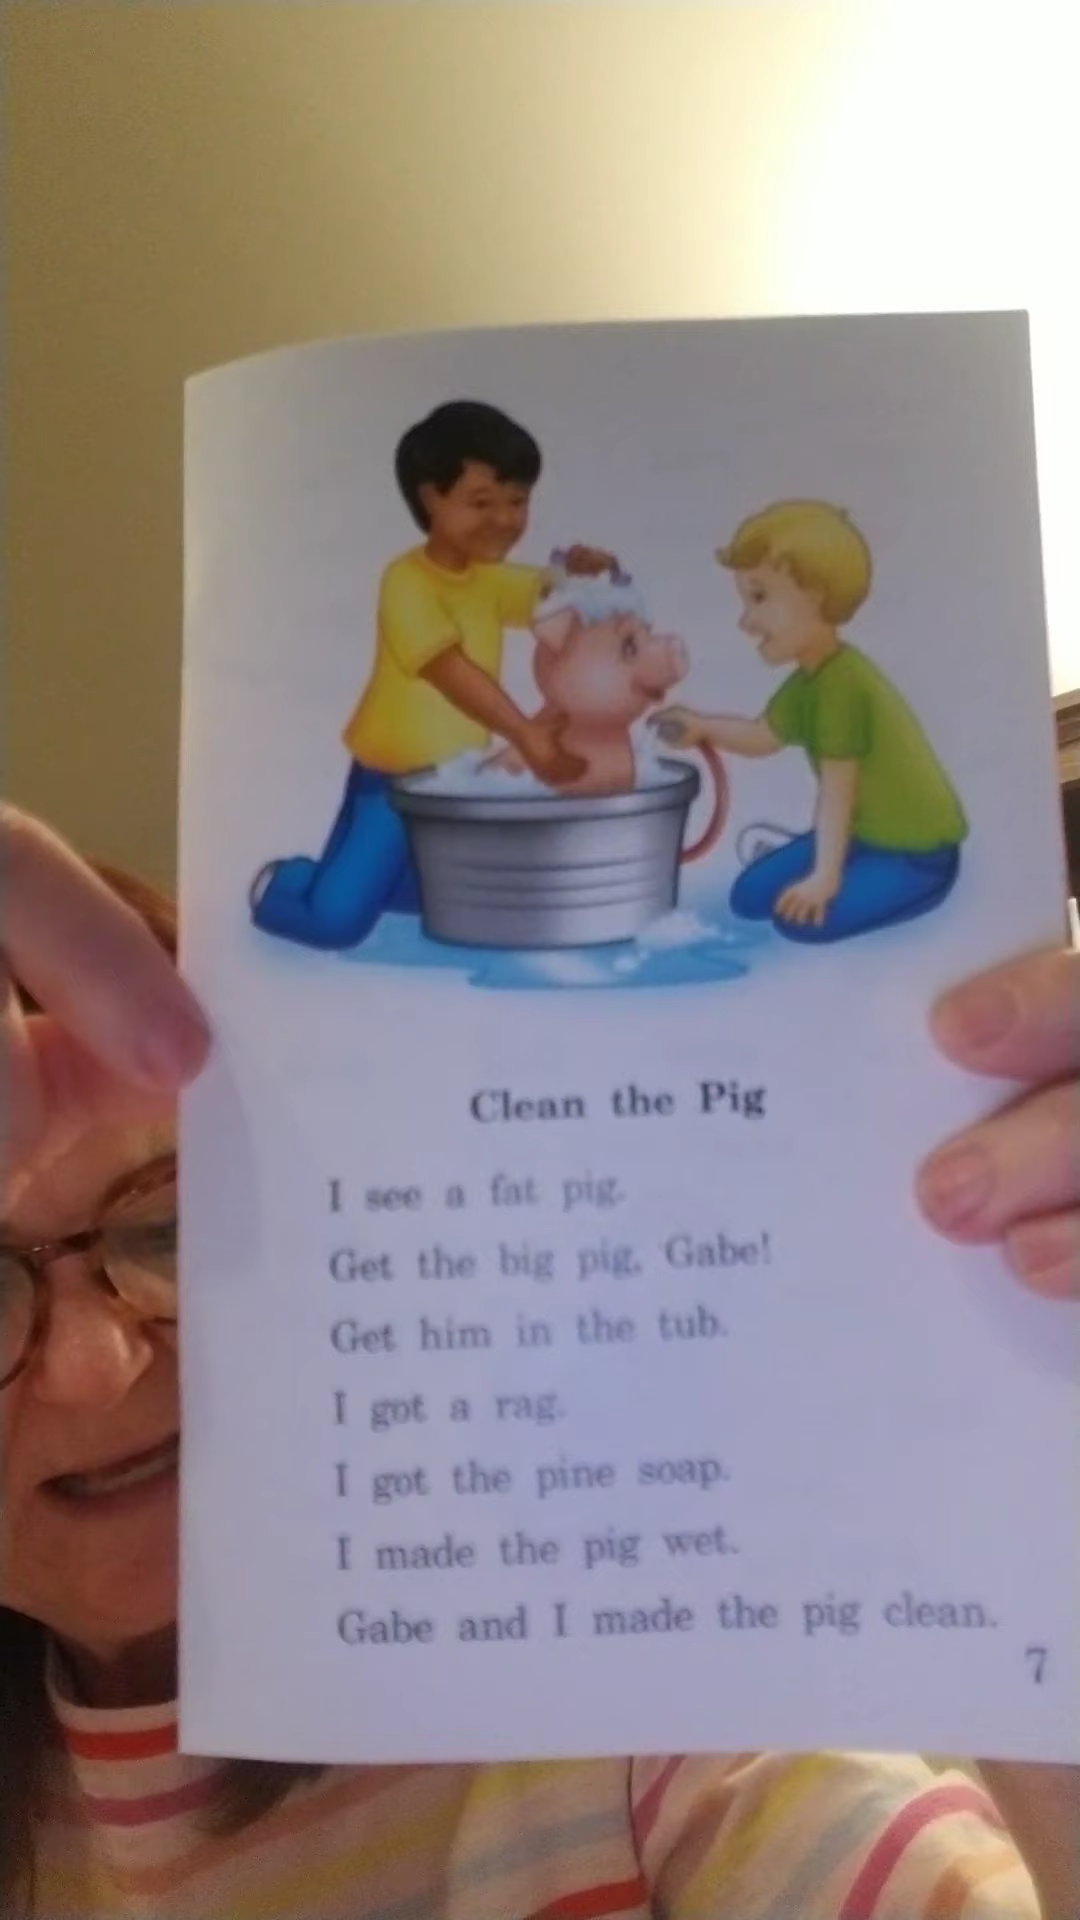 Clean the Pig
I see a fat pig.
Get the big pig, Gabe!
Get him in the tub.
I got a rag.
I got the pine soap.
I made the pig wet.
Gabe and I made the pig clean.
7